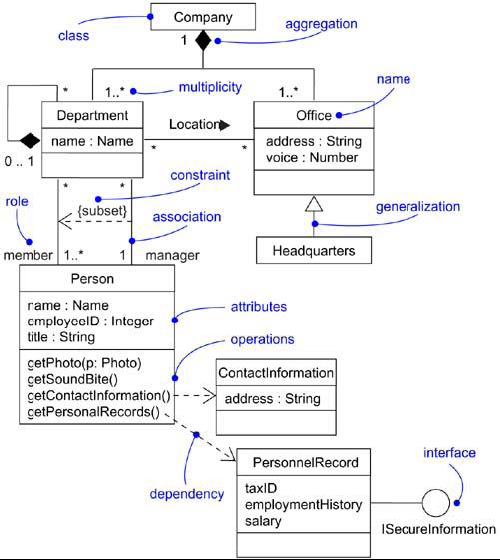 Company
class
1
aggregation
*
1..*
multiplicity
1..*
name
Department
Office
name : Name
Location
address : String
voice : Number
0 .. 1
*
*
*
*
constraint
role
{subset}
association
generalization
member
1..*
1
manager
Headquarters
Person
name : Name
employeeID : Integer
title : String
attributes
getPhoto(p: Photo)
getSoundBite()
getContactInformation()
getPersonalRecords()
operations
ContactInformation
address : String
dependency
PersonnelRecord
taxID
employmentHistory
salary
interface
ISecureInformation